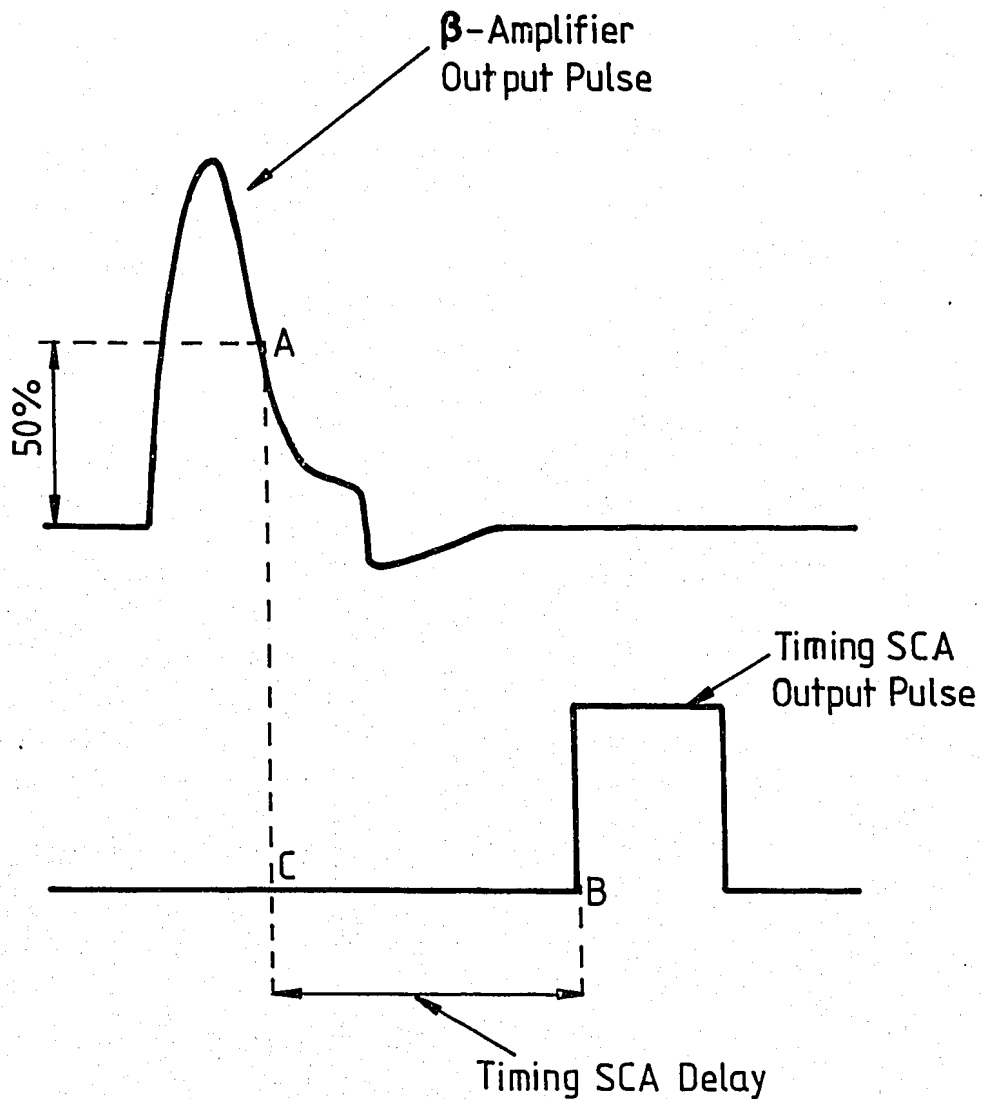 β-Amplifier
Output Pulse
A
50%
Timing SCA
Output Pulse
C
B
Timing SCA Delay